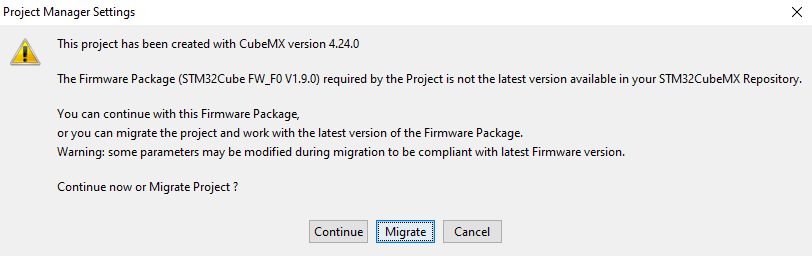 Project Manager Settings
This project has been created with CubeMX version 4.24.0
The Firmware Package (STM32Cube FW_F0 V1.9.0) required by the Project is not the latest version available in your STM32CubeMX Repository.
You can continue with this Firmware Package,
or you can migrate the project and work with the latest version of the Firmware Package.
Warning: some parameters may be modified during migration to be compliant with latest Firmware version.
Continue now or Migrate Project ?
Continue Migrate Cancel